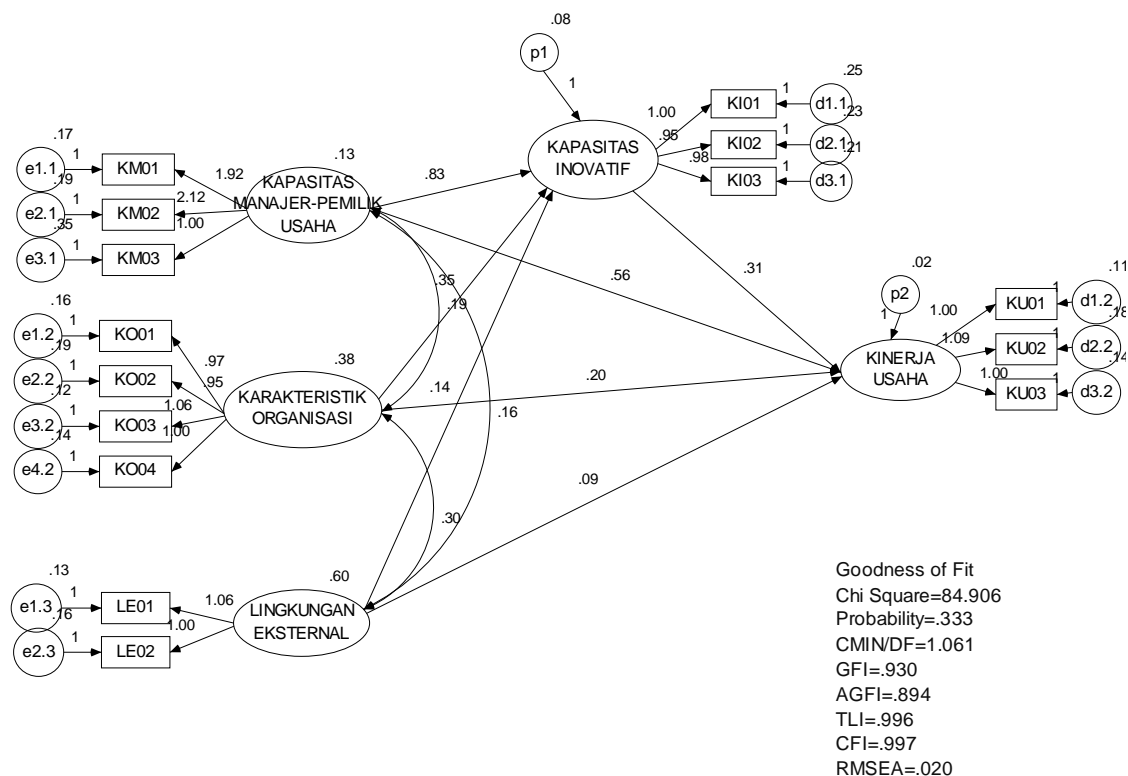 .08
p1
1
.25
KI01
1
d1.1
1.00
.23
KAPASITAS
INOVATIF
.95
KI02
1
d2.1
.21
.98
KI03
1
d3.1
.17
e1.1
1
KM01
1.92
.13
KAPASITAS
MANAJER-PEMILIK
USAHA
.83
.19
e2.1
1
KM02
2.12
.35
e3.1
1
KM03
1.00
.35
.19
.56
.31
.16
e1.2
1
KO01
.97
.38
.19
e2.2
1
KO02
.95
KARAKTERISTIK
ORGANISASI
.12
e3.2
1
KO03
1.06
.14
e4.2
1
KO04
1.00
.14
.16
.20
.02
p2
1
.11
KU01
1
d1.2
1.00
.18
KINERJA
USAHA
1.09
KU02
1
d2.2
.14
1.00
KU03
1
d3.2
.30
.09
.13
e1.3
1
LE01
1.06
.60
LINGKUNGAN
EKSTERNAL
.16
e2.3
1
LE02
1.00
Goodness of Fit
Chi Square=84.906
Probability=.333
CMIN/DF=1.061
GFI=.930
AGFI=.894
TLI=.996
CFI=.997
RMSEA=.020